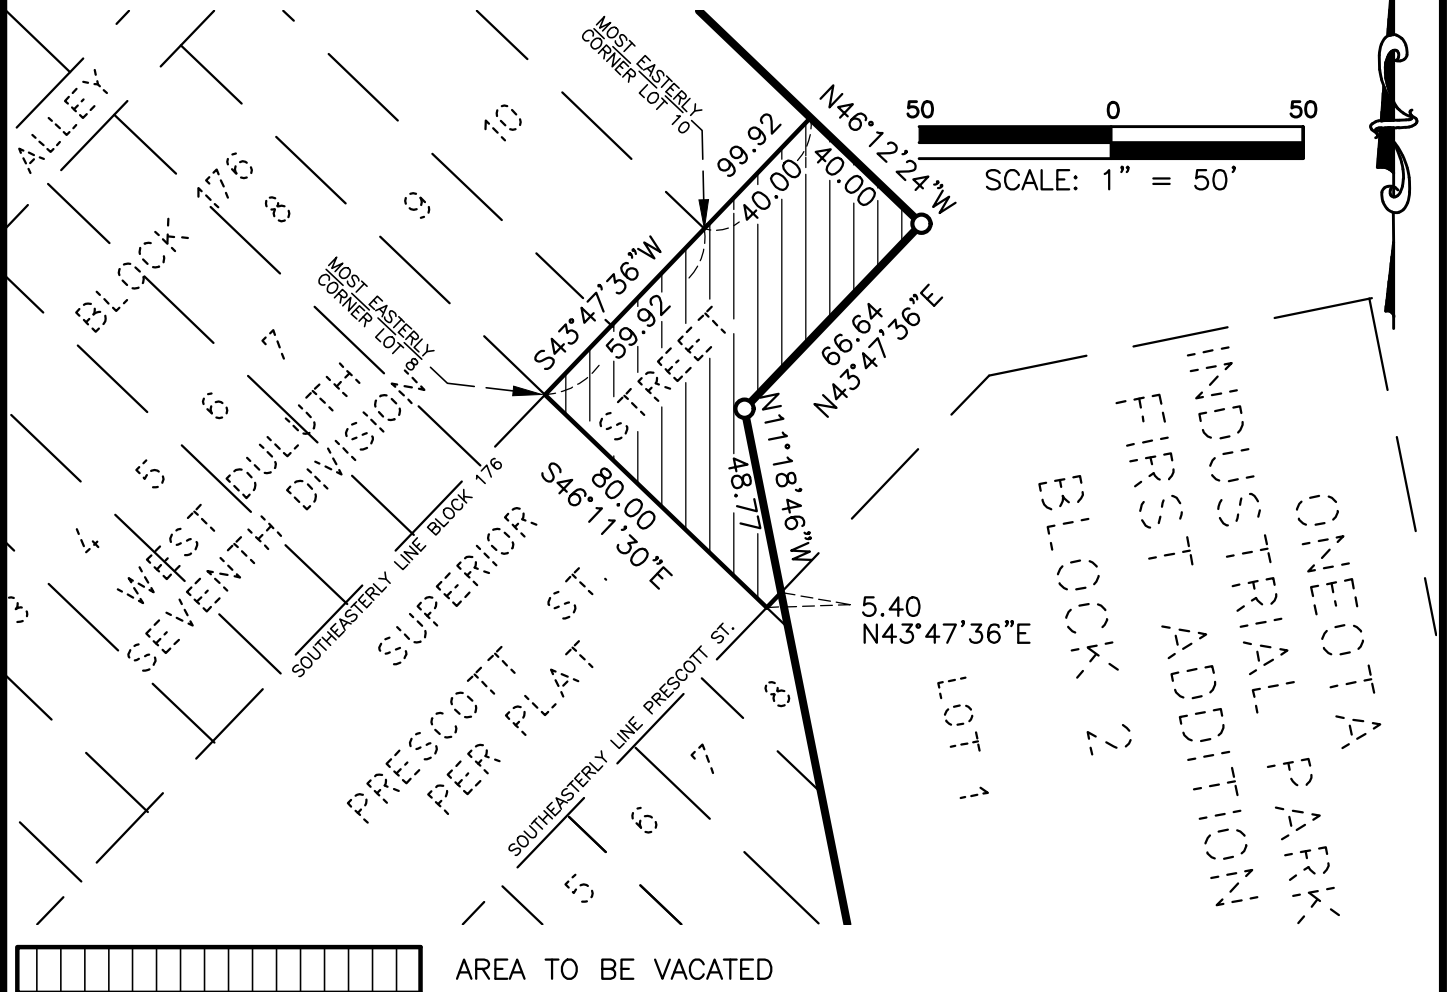 ALLEY
BLOCK 176
10
9
8
7
6
5
4
3
WEST DULUTH
SEVENTH DIVISION
MOST EASTERLY
CORNER LOT 10
MOST EASTERLY
CORNER LOT 8
99.92
40.00
40.00
N46°12'24"W
S43°47'36"W
59.92
STREET
66.64
N43°47'36"E
N11°18'46"W
48.77
80.00
S46°11'30"E
5.40
N43°47'36"E
50 0 50
SCALE: 1" = 50'
SOUTHEASTERLY LINE BLOCK 176
SUPERIOR
PRESCOTT ST.
PER PLAT
SOUTHEASTERLY LINE PRESCOTT ST.
8
7
6
5
ONEOTA
INDUSTRIAL PARK
FIRST ADDITION
BLOCK 2
LOT 1
AREA TO BE VACATED